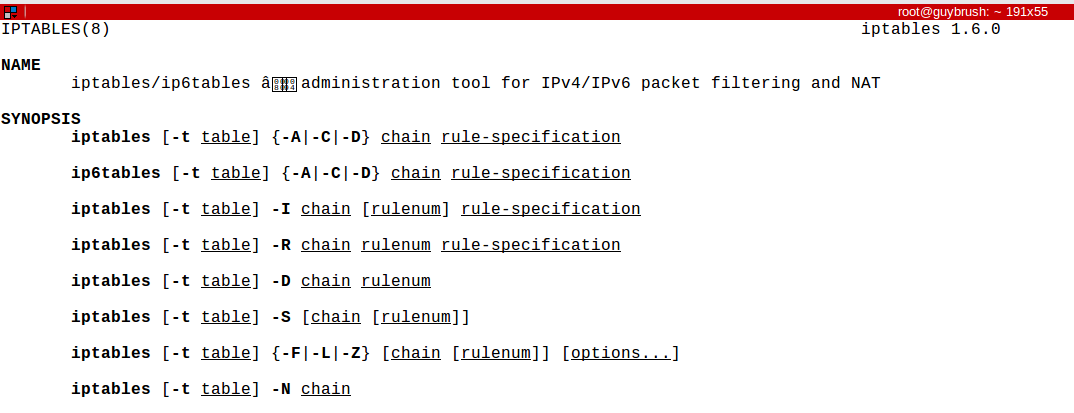 root@guybrush: ~ 191x55
IPTABLES(8) iptables 1.6.0
NAME
iptables/ip6tables â administration tool for IPv4/IPv6 packet filtering and NAT
SYNOPSIS
iptables [-t table] {-A|-C|-D} chain rule-specification
ip6tables [-t table] {-A|-C|-D} chain rule-specification
iptables [-t table] -I chain [rulenum] rule-specification
iptables [-t table] -R chain rulenum rule-specification
iptables [-t table] -D chain rulenum
iptables [-t table] -S [chain [rulenum]]
iptables [-t table] {-F|-L|-Z} [chain [rulenum]] [options...]
iptables [-t table] -N chain